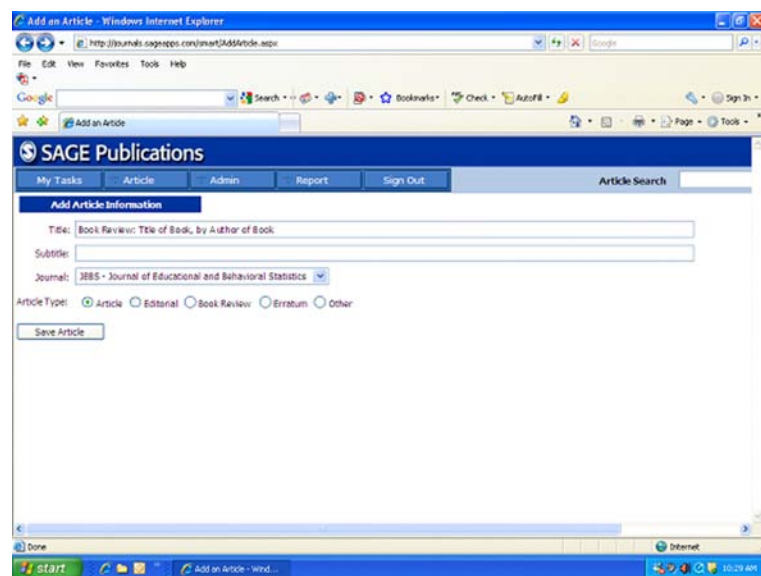 Add an Article - Windows Internet Explorer
http://journals.sageapps.com/smart/AddArticle.aspx Google
File Edit View Favorites Tools Help
Google Search Bookmarks Check AutoFill Sign In
Add an Article Page Tools
SAGE Publications
My Tasks Article Admin Report Sign Out Article Search
Add Article Information
Title: Book Review: Title of Book, by Author of Book
Subtitle:
Journal: JEBS - Journal of Educational and Behavioral Statistics
Article Type: Article Editorial Book Review Erratum Other
Save Article
Done Internet
start Add an Article - Wind... 10:29 AM